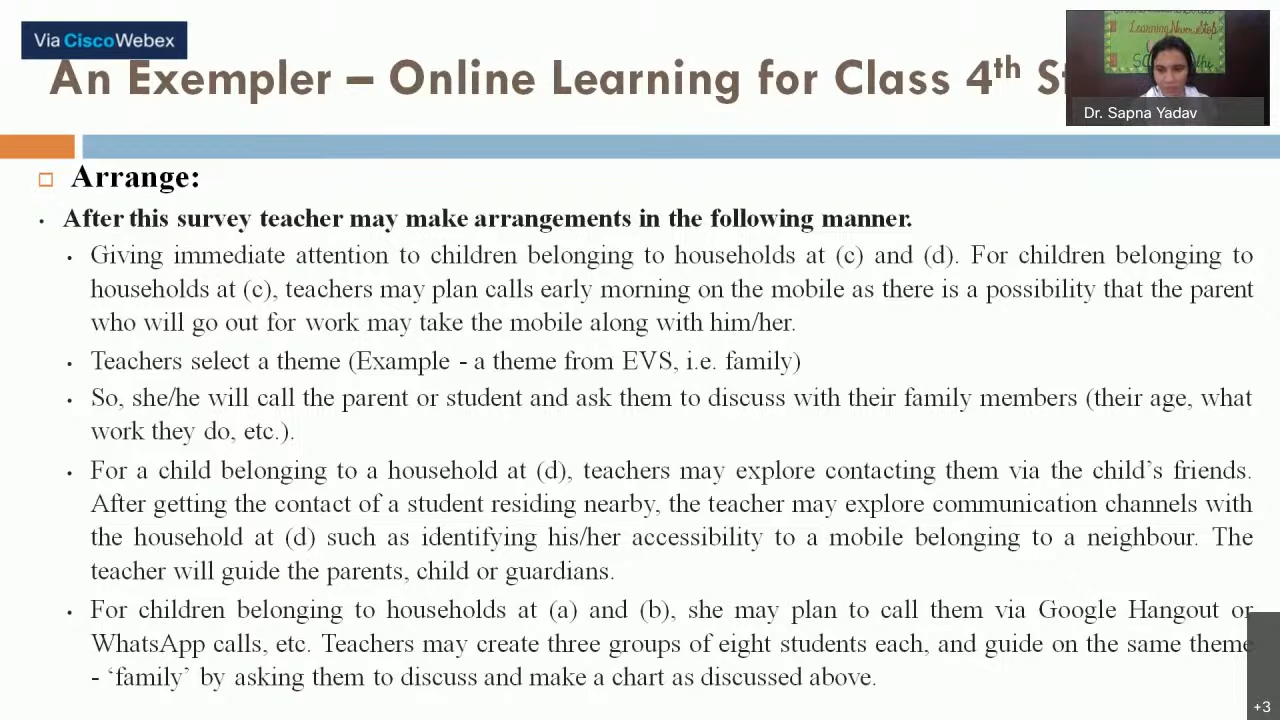 Via CiscoWebex
An Exempler – Online Learning for Class 4th St
Learning Never Stop
Dr. Sapna Yadav
Arrange:
After this survey teacher may make arrangements in the following manner.
Giving immediate attention to children belonging to households at (c) and (d). For children belonging to
households at (c), teachers may plan calls early morning on the mobile as there is a possibility that the parent
who will go out for work may take the mobile along with him/her.
Teachers select a theme (Example - a theme from EVS, i.e. family)
So, she/he will call the parent or student and ask them to discuss with their family members (their age, what
work they do, etc.).
For a child belonging to a household at (d), teachers may explore contacting them via the child's friends.
After getting the contact of a student residing nearby, the teacher may explore communication channels with
the household at (d) such as identifying his/her accessibility to a mobile belonging to a neighbour. The
teacher will guide the parents, child or guardians.
For children belonging to households at (a) and (b), she may plan to call them via Google Hangout or
WhatsApp calls, etc. Teachers may create three groups of eight students each, and guide on the same theme
- ‘family’ by asking them to discuss and make a chart as discussed above.
+3